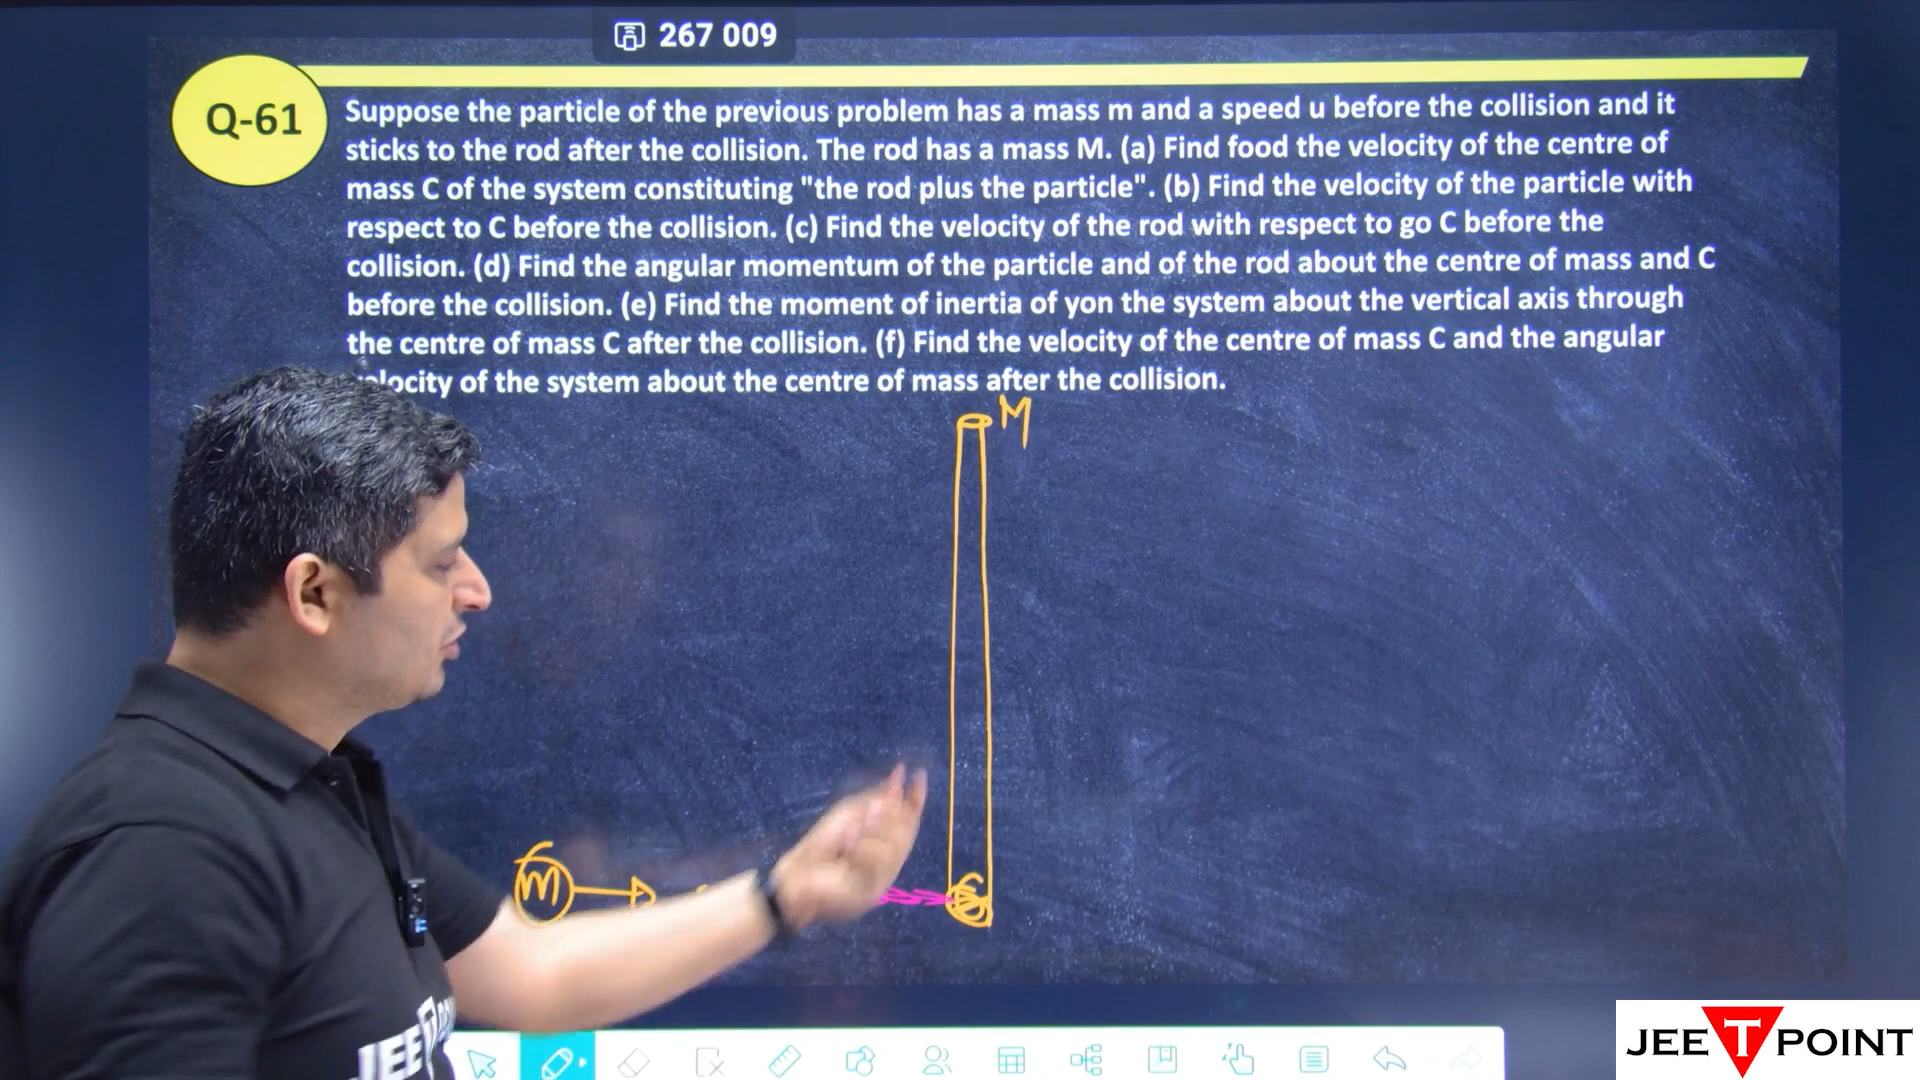 267 009
Q-61
Suppose the particle of the previous problem has a mass m and a speed u before the collision and it
sticks to the rod after the collision. The rod has a mass M. (a) Find food the velocity of the centre of
mass C of the system constituting "the rod plus the particle". (b) Find the velocity of the particle with
respect to C before the collision. (c) Find the velocity of the rod with respect to go C before the
collision. (d) Find the angular momentum of the particle and of the rod about the centre of mass and C
before the collision. (e) Find the moment of inertia of yon the system about the vertical axis through
the centre of mass C after the collision. (f) Find the velocity of the centre of mass C and the angular
velocity of the system about the centre of mass after the collision.
M
m
JEE
JEE T POINT